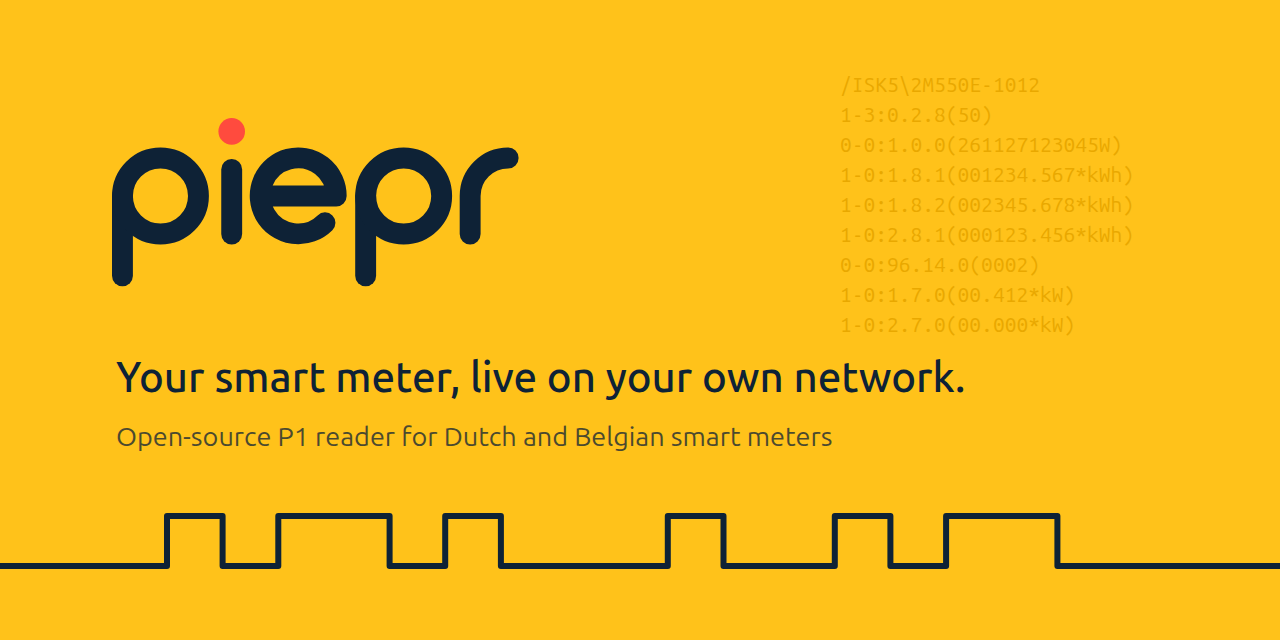 piepr
/ISK5\2M550E-1012
1-3:0.2.8(50)
0-0:1.0.0(261127123045W)
1-0:1.8.1(001234.567*kWh)
1-0:1.8.2(002345.678*kWh)
1-0:2.8.1(000123.456*kWh)
0-0:96.14.0(0002)
1-0:1.7.0(00.412*kW)
1-0:2.7.0(00.000*kW)
Your smart meter, live on your own network.
Open-source P1 reader for Dutch and Belgian smart meters